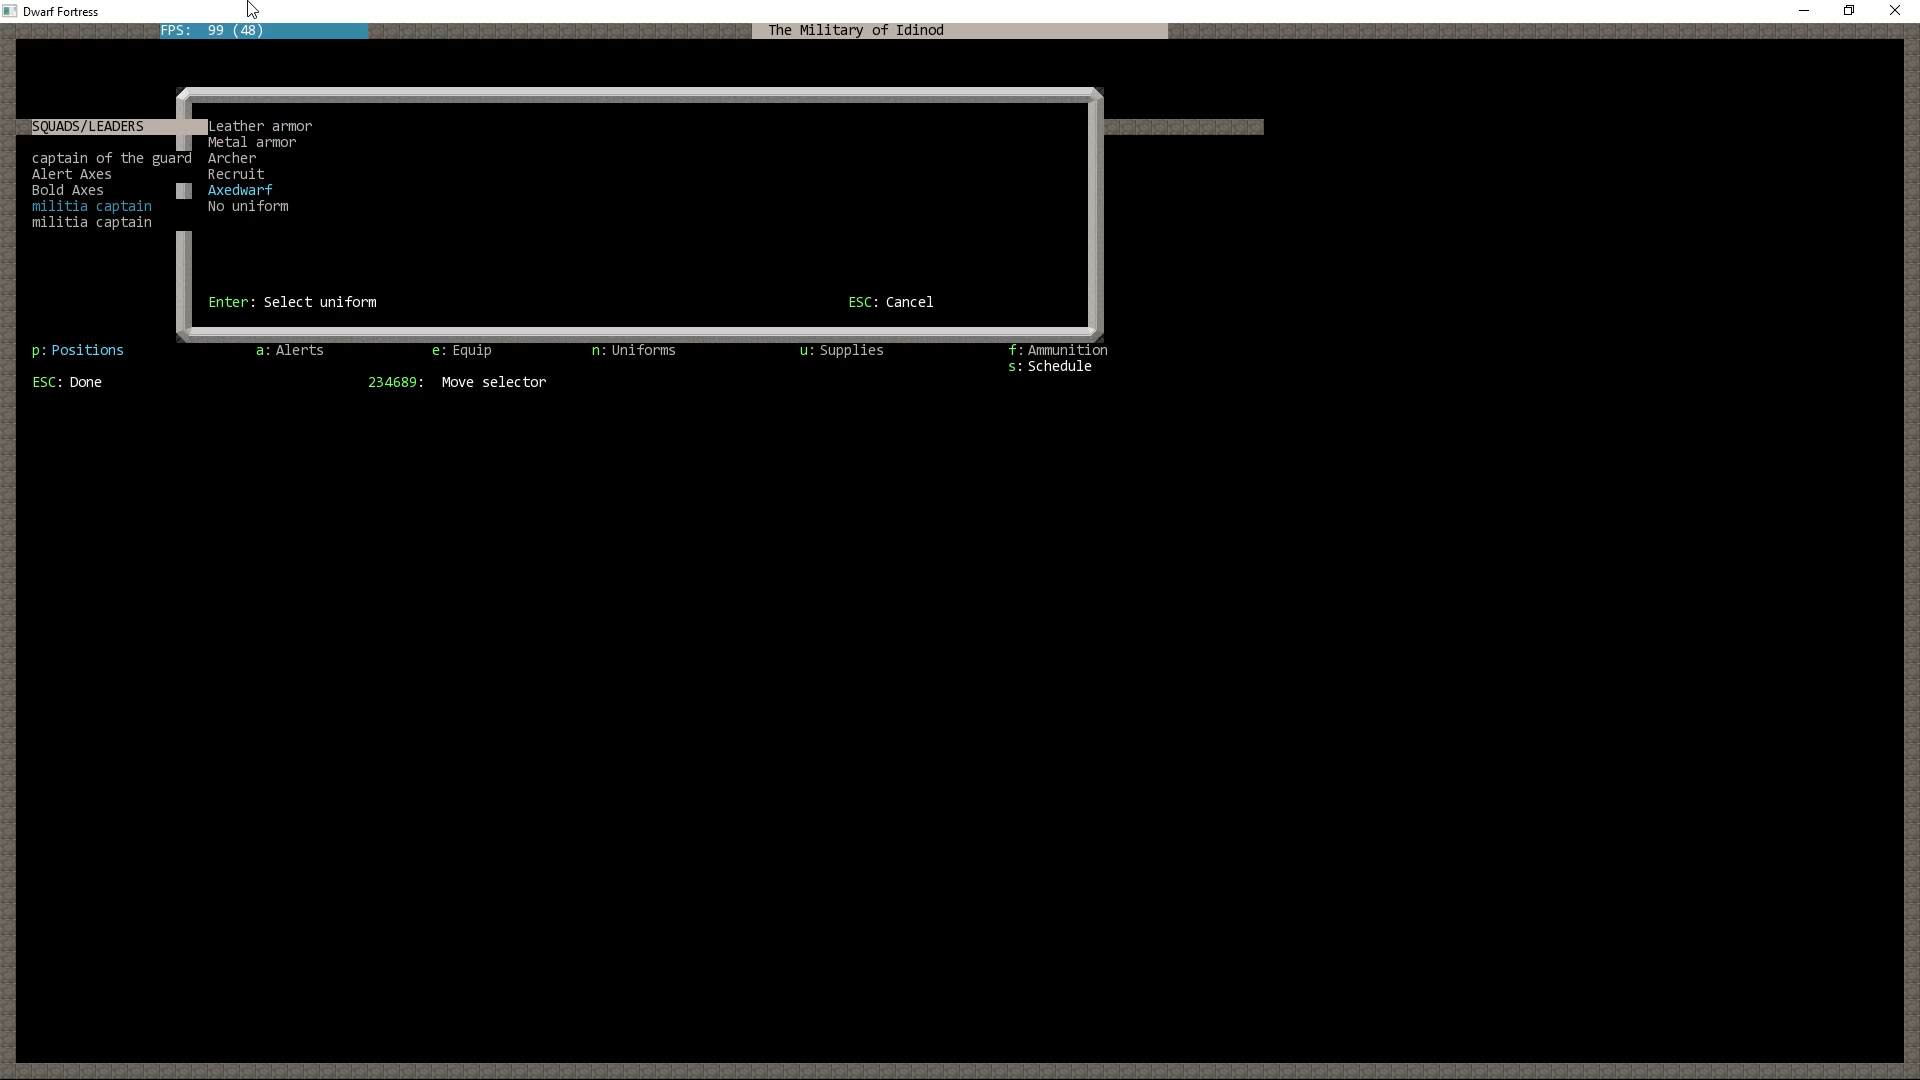 Dwarf Fortress
FPS: 99 (48)
The Military of Idinod
SQUADS/LEADERS
Leather armor
Metal armor
captain of the guard
Archer
Alert Axes
Recruit
Bold Axes
Axedwarf
militia captain
No uniform
militia captain
Enter: Select uniform
ESC: Cancel
p: Positions
a: Alerts
e: Equip
n: Uniforms
u: Supplies
f: Ammunition
s: Schedule
ESC: Done
234689: Move selector